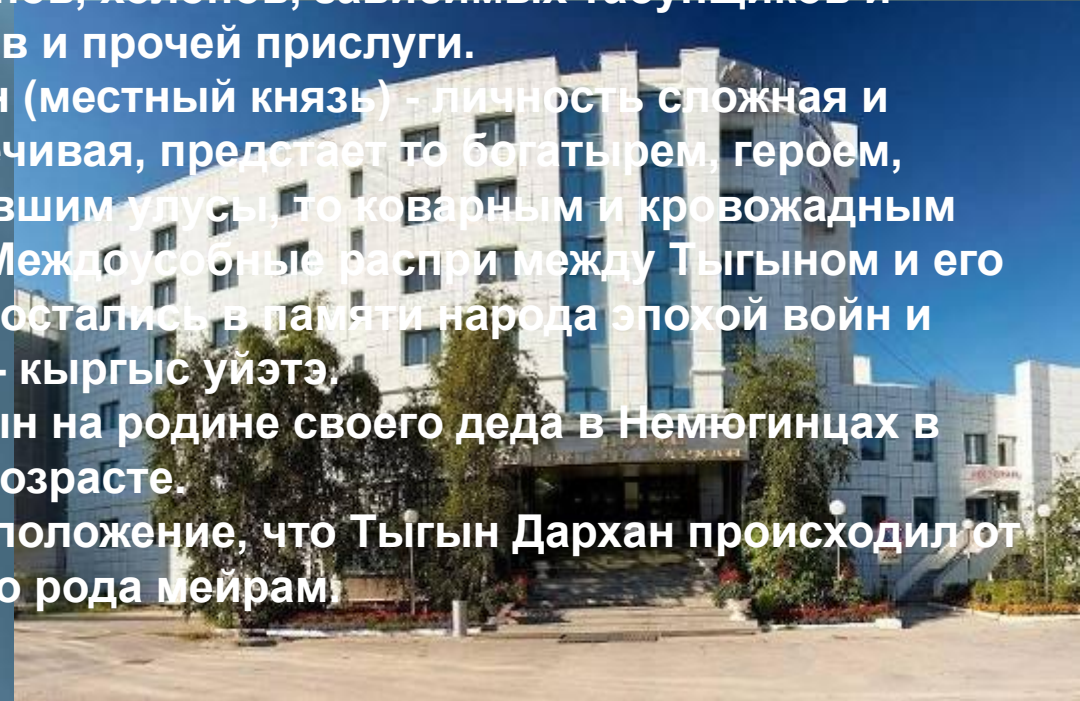 в и прочей прислуги.
(местный князь) - личность сложная и
чивая, предстает то богатырем, героем,
вшим улусы, то коварным и кровожадным
Междоусобные распри между Тыгыном и его
остались в памяти народа эпохой войн и
- кыргыс уйэтэ.
ын на родине своего деда в Немюгинцах в
озрасте.
положение, что Тыгын Дархан происходил от
о рода мейрам.